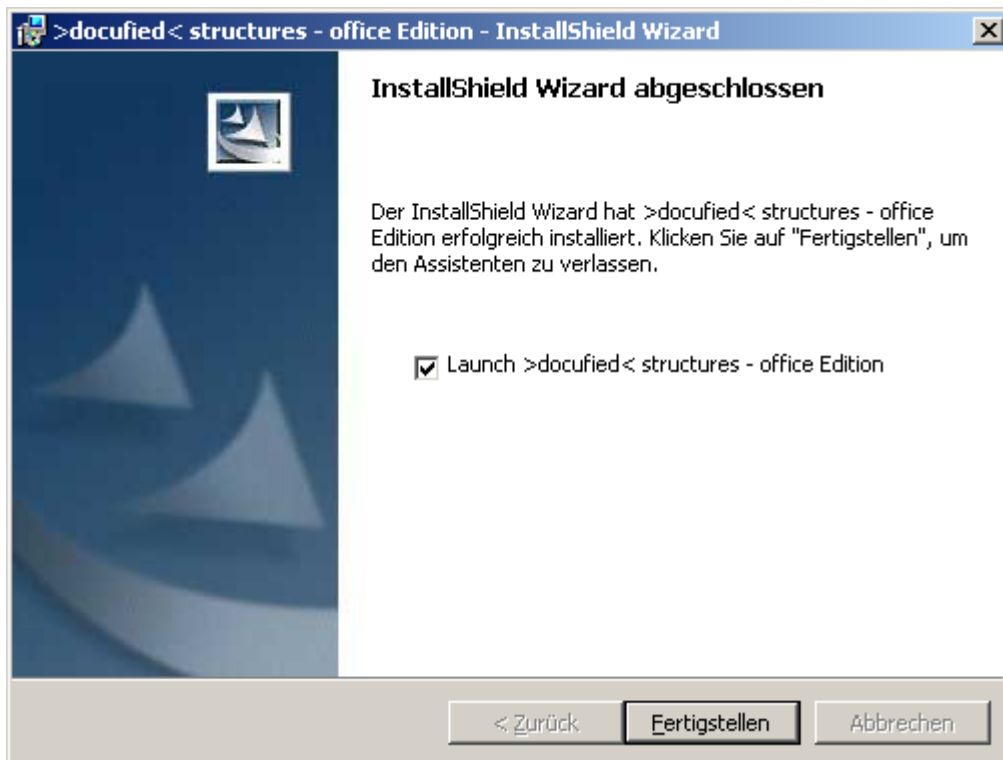 >docufied< structures - office Edition - InstallShield Wizard
InstallShield Wizard abgeschlossen
Der InstallShield Wizard hat >docufied< structures - office
Edition erfolgreich installiert. Klicken Sie auf "Fertigstellen", um
den Assistenten zu verlassen.
Launch >docufied< structures - office Edition
< Zurück
Fertigstellen
Abbrechen